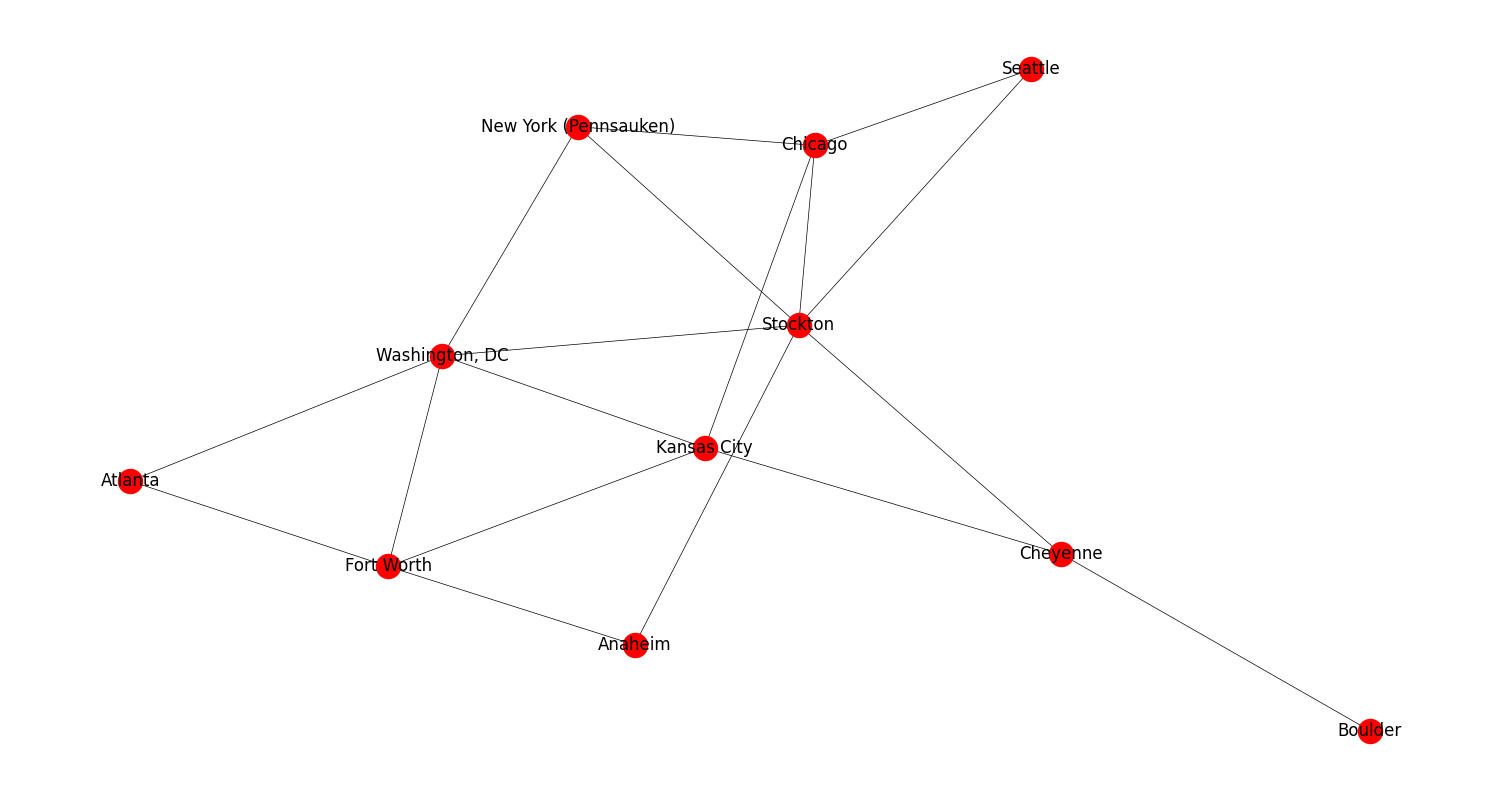 Seattle
New York (Pennsauken)
Chicago
Stockton
Washington, DC
Kansas City
Atlanta
Cheyenne
Fort Worth
Anaheim
Boulder